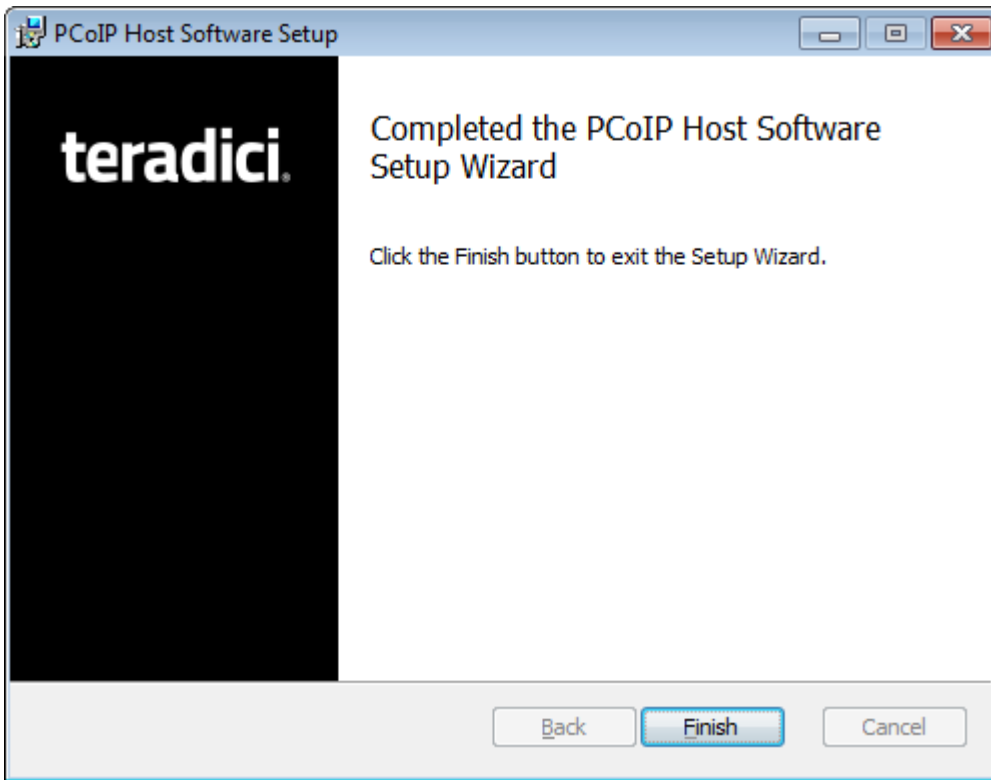 PCoIP Host Software Setup
teradici.
Completed the PCoIP Host Software
Setup Wizard
Click the Finish button to exit the Setup Wizard.
Back
Finish
Cancel